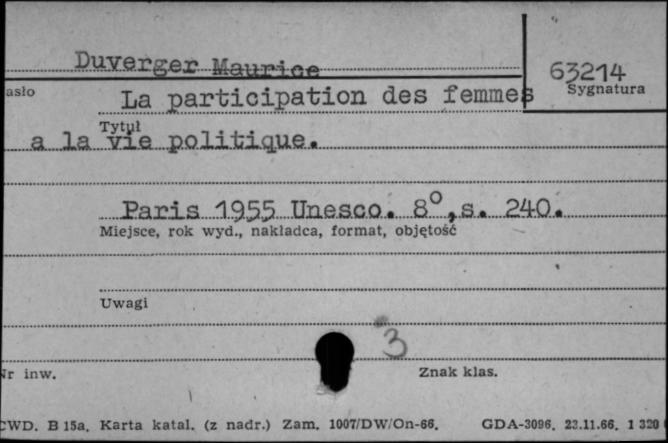 Duverger Maurice
63214
asło
Sygnatura
La participation des femmes
Tytuł
a la vie politique.
Paris 1955 Unesco. 8°, s. 240.
Miejsce, rok wyd., nakładca, format, objętość
Uwagi
3
Nr inw.
Znak klas.
CWD. B 15a. Karta katal. (z nadr.) Zam. 1007/DW/On-66. GDA-3096. 23.11.66. 1 320